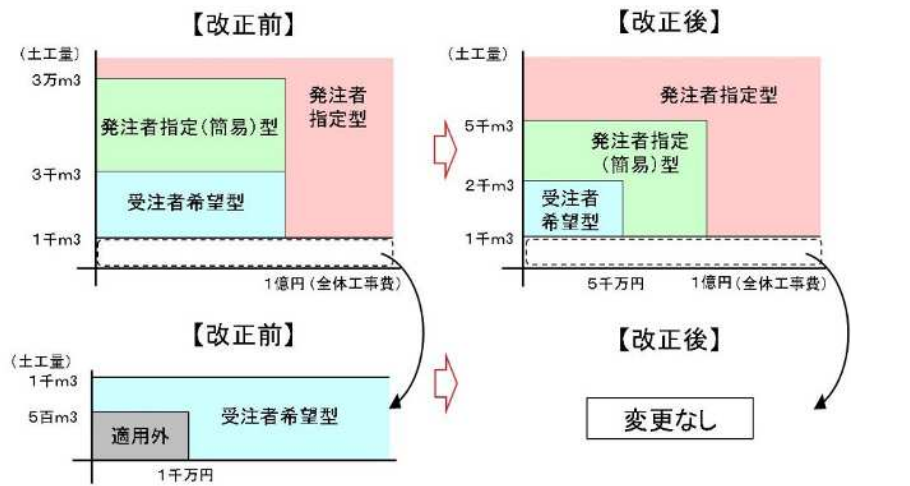 【改正前】
(土工量)
3万m3
発注者指定(簡易)型
発注者
指定型
3千m3
受注者希望型
1千m3
1億円(全体工事費)
【改正後】
(土工量)
発注者指定型
5千m3
発注者指定
(簡易)型
2千m3
受注者
希望型
1千m3
5千万円
1億円(全体工事費)
【改正前】
(土工量)
1千m3
受注者希望型
5百m3
適用外
1千万円
【改正後】
変更なし